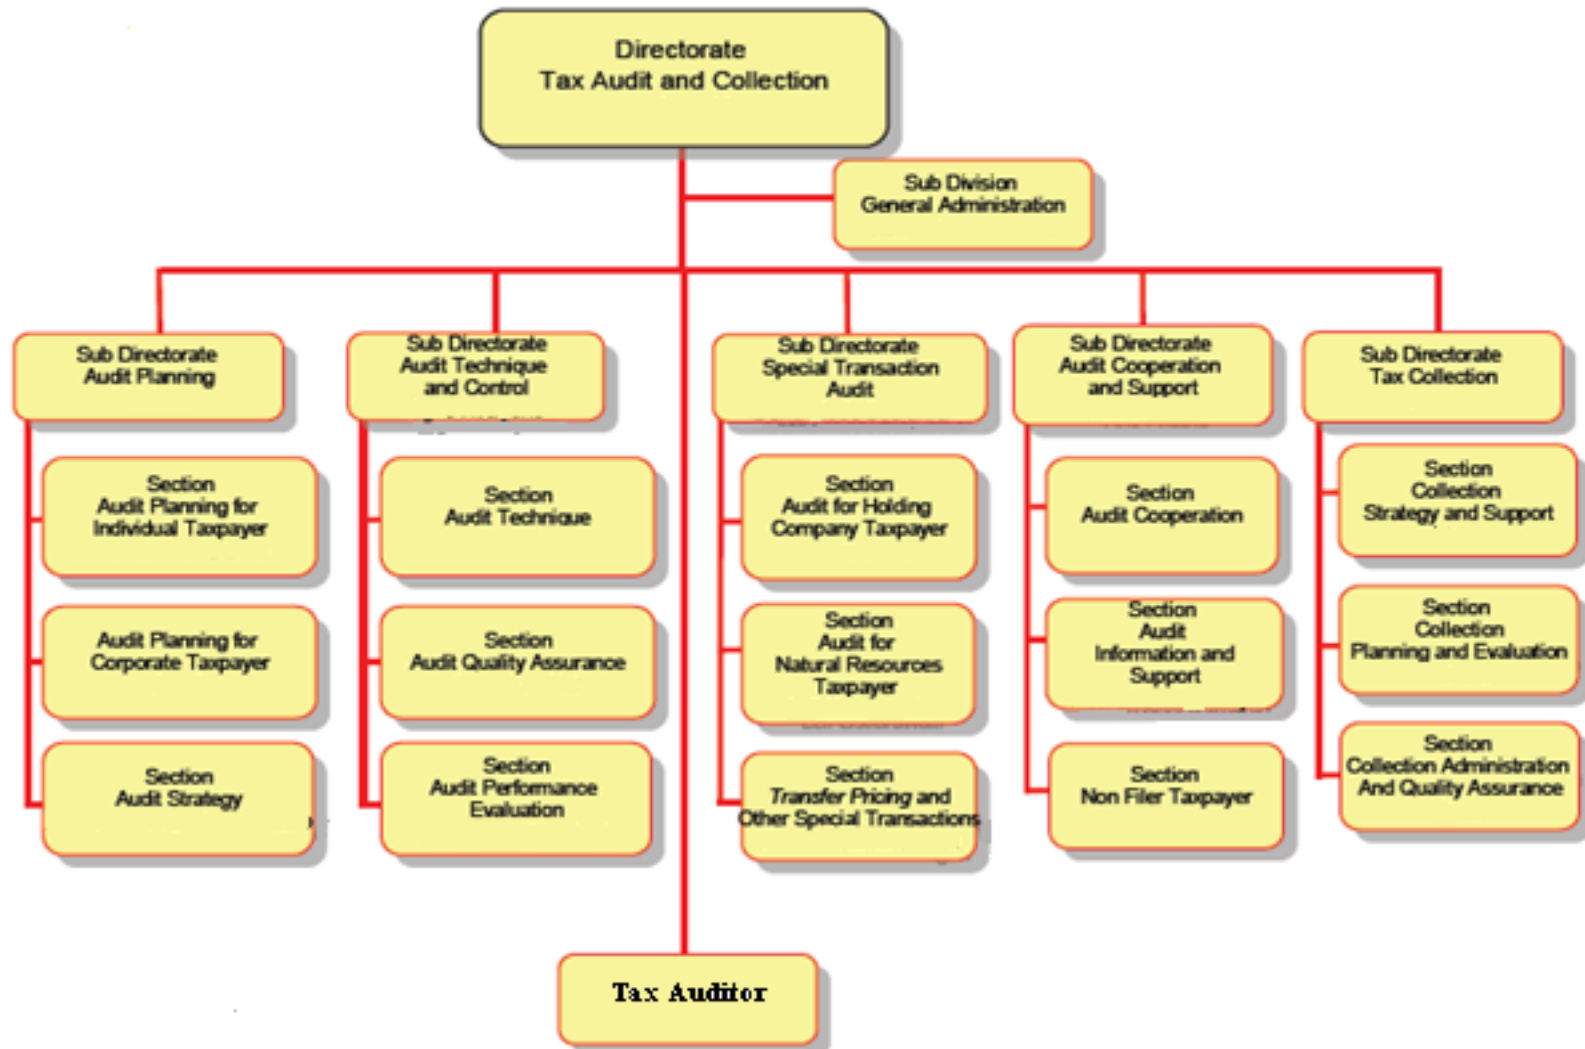 Directorate
Tax Audit and Collection
Sub Division
General Administration
Sub Directorate
Audit Planning
Section
Audit Planning for
Individual Taxpayer
Audit Planning for
Corporate Taxpayer
Section
Audit Strategy
Sub Directorate
Audit Technique
and Control
Section
Audit Technique
Section
Audit Quality Assurance
Section
Audit Performance
Evaluation
Sub Directorate
Special Transaction
Audit
Section
Audit for Holding
Company Taxpayer
Section
Audit for
Natural Resources
Taxpayer
Section
Transfer Pricing and
Other Special Transactions
Sub Directorate
Audit Cooperation
and Support
Section
Audit Cooperation
Section
Audit
Information and
Support
Section
Non Filer Taxpayer
Sub Directorate
Tax Collection
Section
Collection
Strategy and Support
Section
Collection
Planning and Evaluation
Section
Collection Administration
And Quality Assurance
Tax Auditor